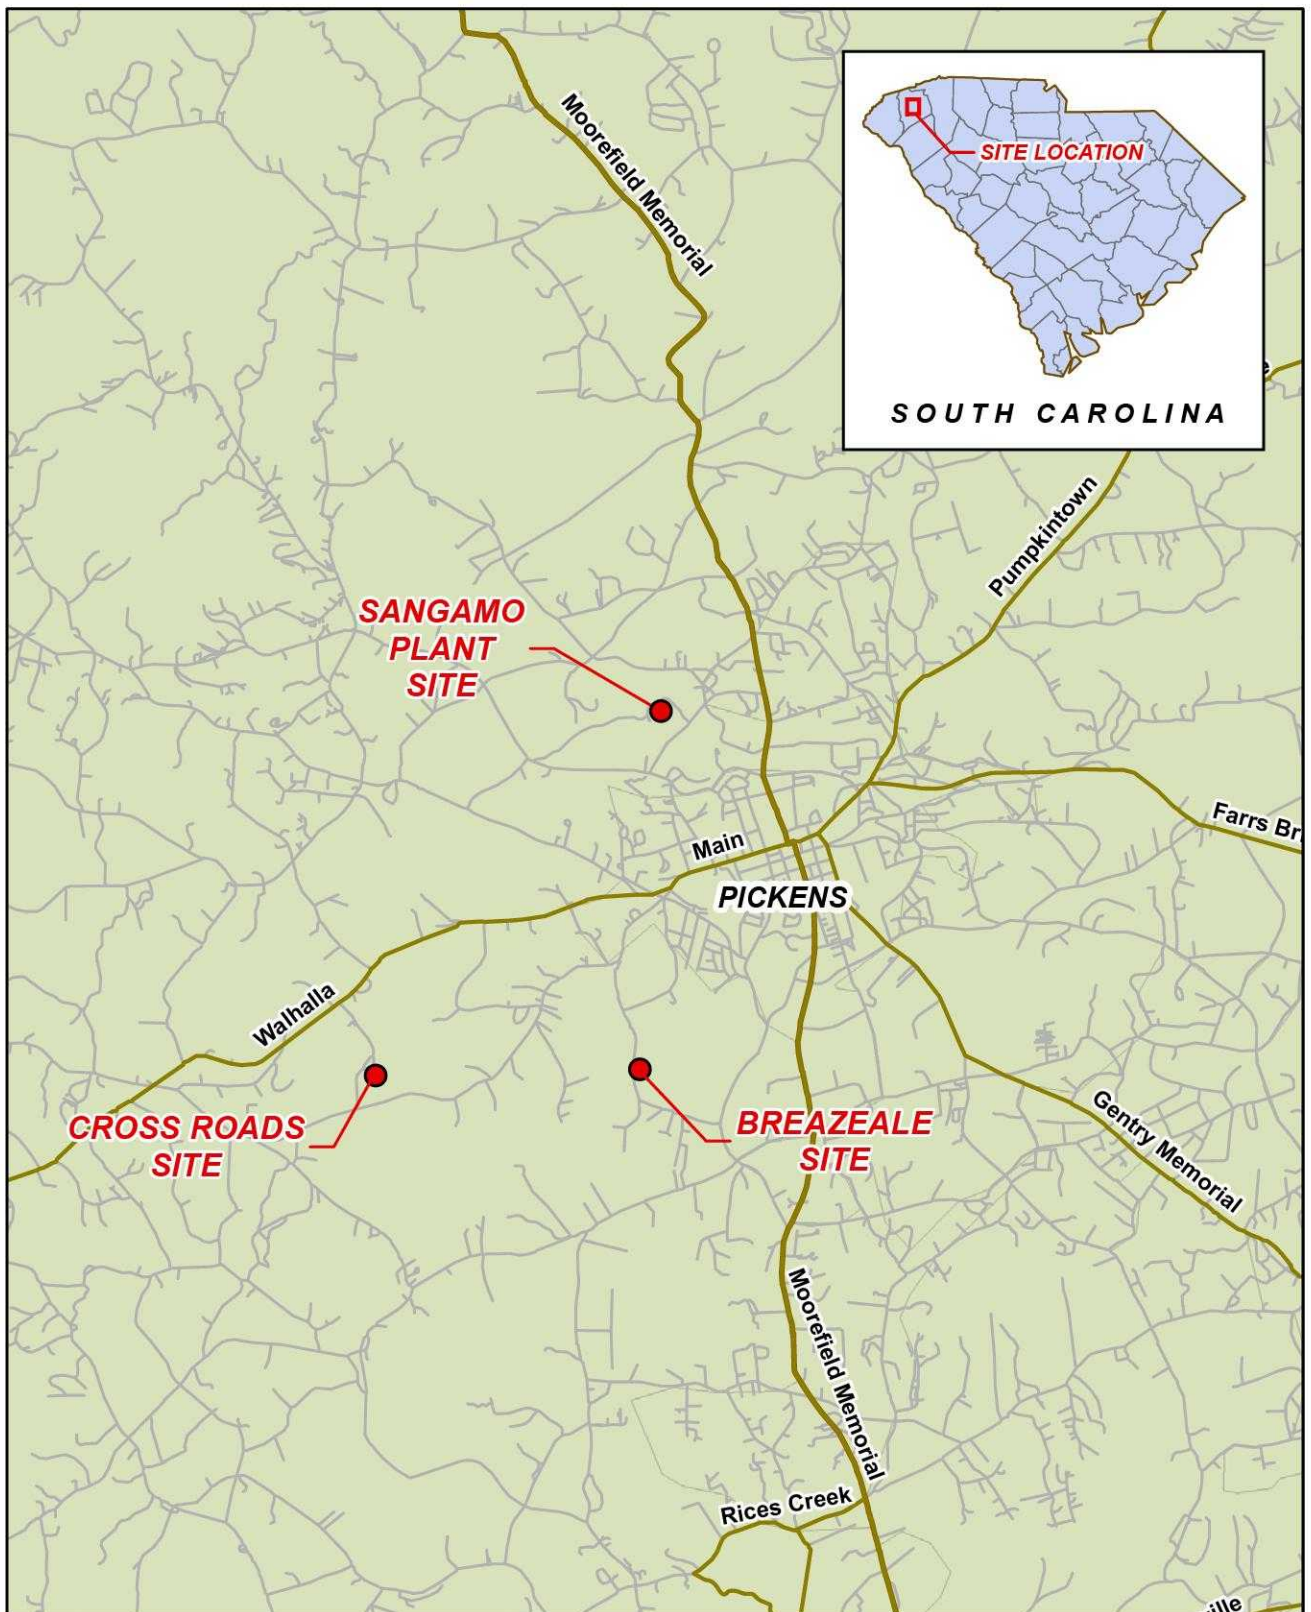 Moorefield Memorial
SITE LOCATION
SOUTH CAROLINA
Pumpkintown
SANGAMO
PLANT
SITE
Farrs Br
Main
PICKENS
Walhalla
CROSS ROADS
SITE
BREAZEALE
SITE
Gentry Memorial
Moorefield Memorial
Rices Creek
ille